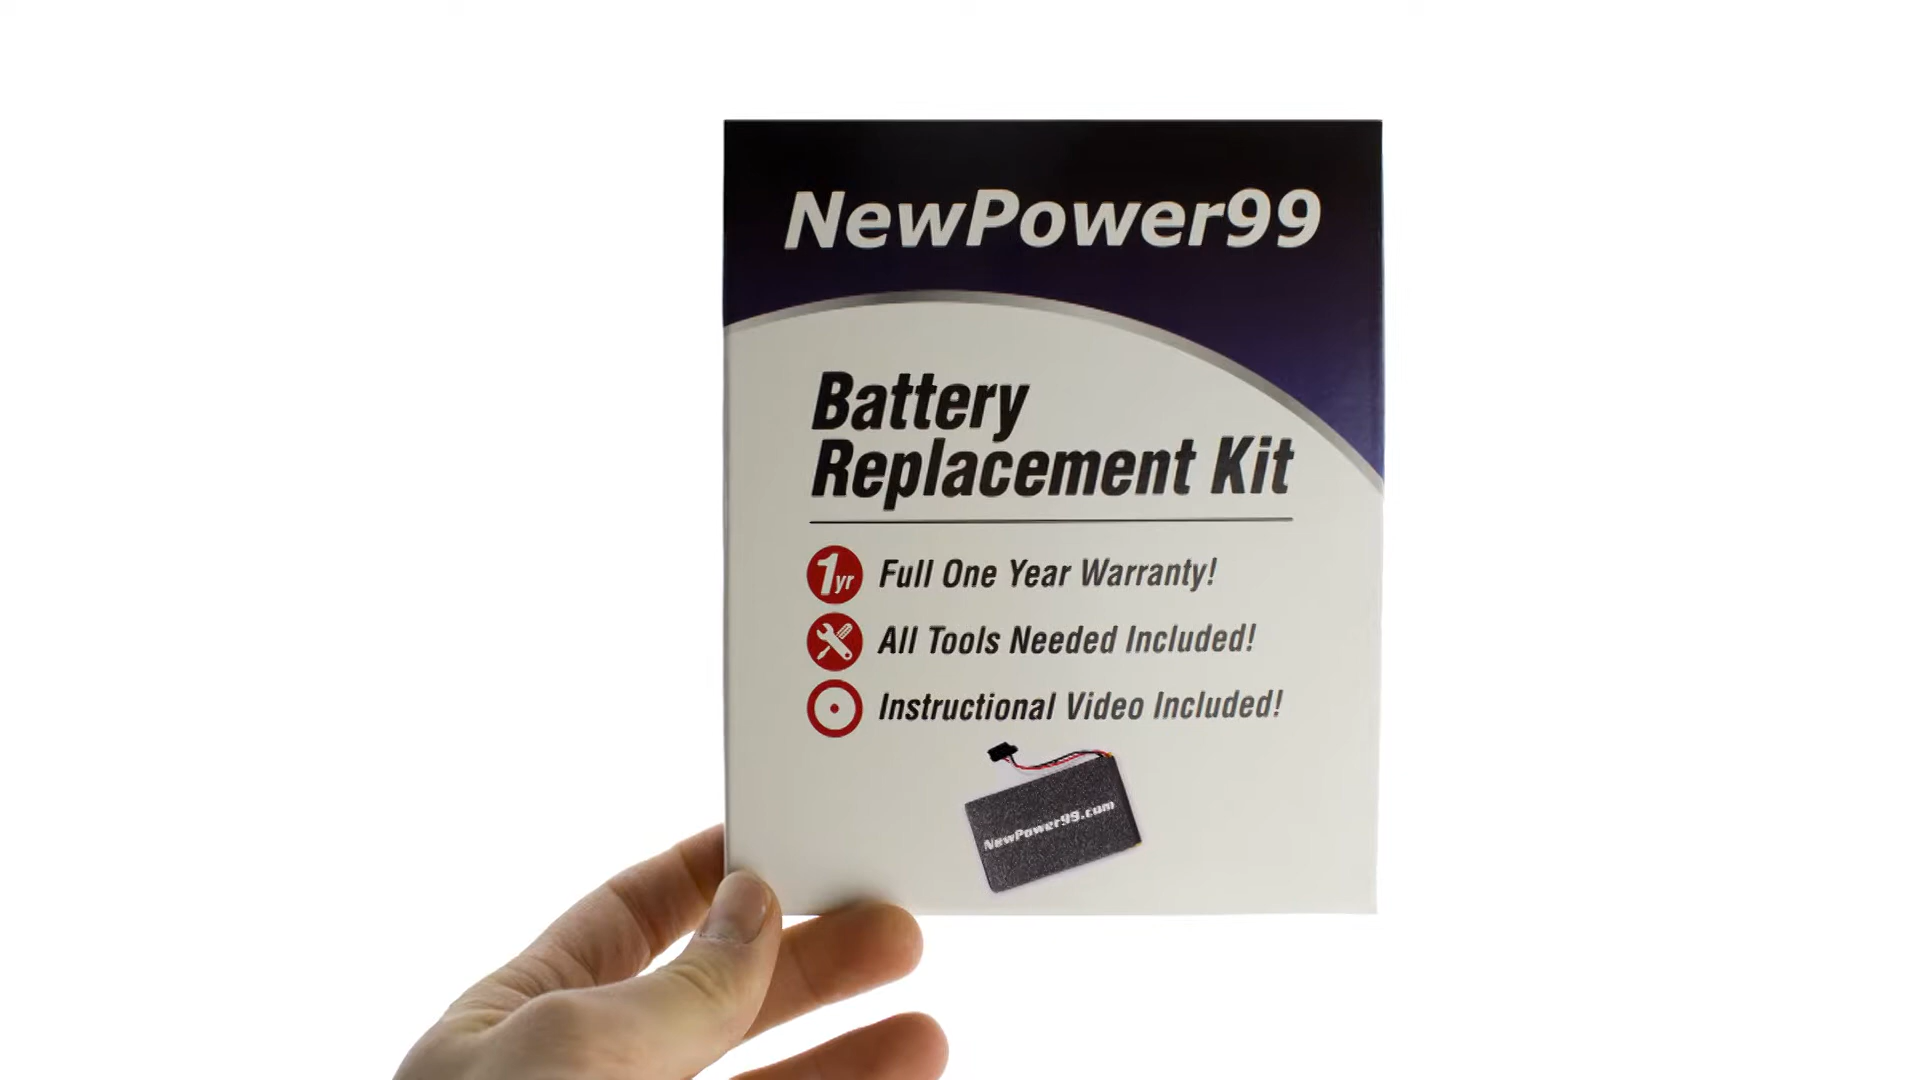 NewPower99
Battery
Replacement Kit
1yr Full One Year Warranty!
All Tools Needed Included!
Instructional Video Included!
NewPower99.com